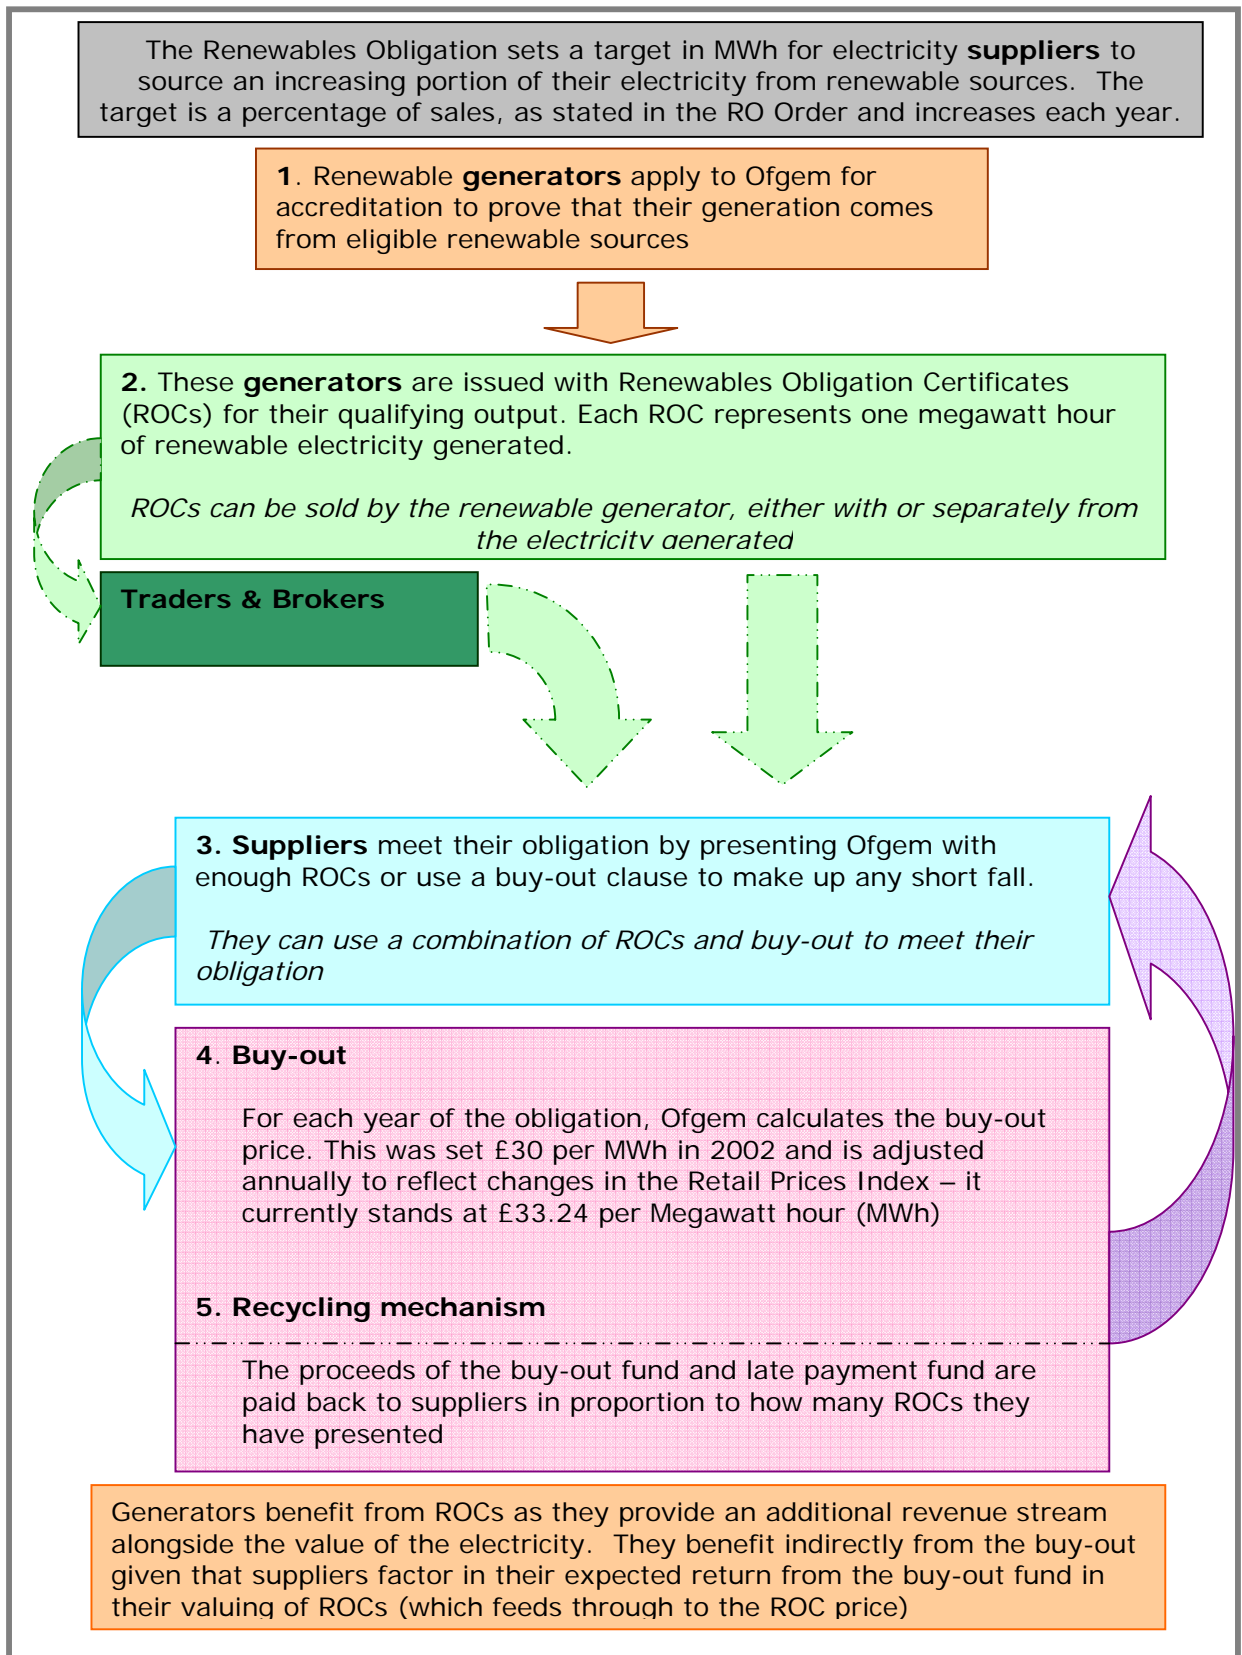 The Renewables Obligation sets a target in MWh for electricity suppliers to
source an increasing portion of their electricity from renewable sources.  The
target is a percentage of sales, as stated in the RO Order and increases each year.
1. Renewable generators apply to Ofgem for
accreditation to prove that their generation comes
from eligible renewable sources
2. These generators are issued with Renewables Obligation Certificates
(ROCs) for their qualifying output. Each ROC represents one megawatt hour
of renewable electricity generated.
ROCs can be sold by the renewable generator, either with or separately from
the electricity generated
Traders & Brokers
3. Suppliers meet their obligation by presenting Ofgem with
enough ROCs or use a buy-out clause to make up any short fall.
They can use a combination of ROCs and buy-out to meet their
obligation
4. Buy-out
For each year of the obligation, Ofgem calculates the buy-out
price. This was set £30 per MWh in 2002 and is adjusted
annually to reflect changes in the Retail Prices Index – it
currently stands at £33.24 per Megawatt hour (MWh)
5. Recycling mechanism
The proceeds of the buy-out fund and late payment fund are
paid back to suppliers in proportion to how many ROCs they
have presented
Generators benefit from ROCs as they provide an additional revenue stream
alongside the value of the electricity.  They benefit indirectly from the buy-out
given that suppliers factor in their expected return from the buy-out fund in
their valuing of ROCs (which feeds through to the ROC price)